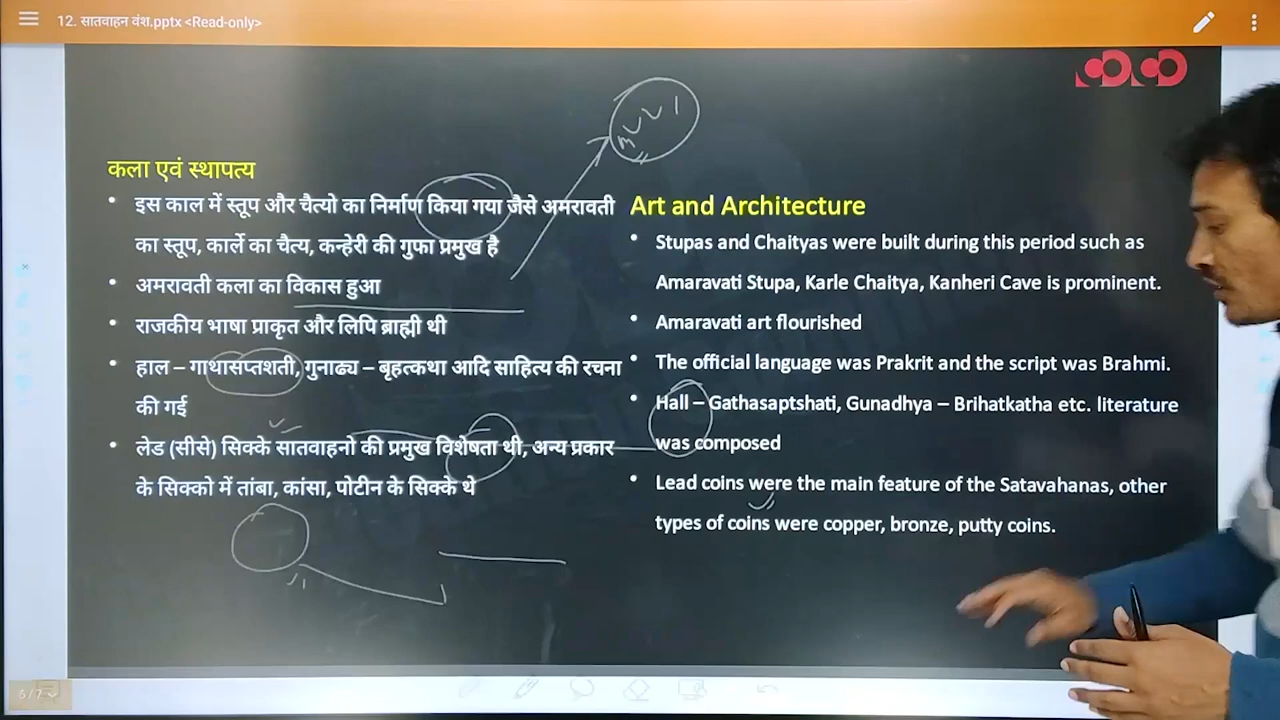 12. सातवाहन वंश.pptx <Read-only>
कला एवं स्थापत्य
इस काल में स्तूप और चैत्यो का निर्माण किया गया जैसे अमरावती
का स्तूप, कार्ले का चैत्य, कन्हेरी की गुफा प्रमुख है
अमरावती कला का विकास हुआ
राजकीय भाषा प्राकृत और लिपि ब्राह्मी थी
हाल – गाथासप्तशती, गुनाढ्य – बृहत्कथा आदि साहित्य की रचना
की गई
लेड (सीसे) सिक्के सातवाहनो की प्रमुख विशेषता थी, अन्य प्रकार
के सिक्को में तांबा, कांसा, पोटीन के सिक्के थे
Art and Architecture
Stupas and Chaityas were built during this period such as
Amaravati Stupa, Karle Chaitya, Kanheri Cave is prominent.
Amaravati art flourished
The official language was Prakrit and the script was Brahmi.
Hall – Gathasaptshati, Gunadhya – Brihatkatha etc. literature
was composed
Lead coins were the main feature of the Satavahanas, other
types of coins were copper, bronze, putty coins.
6 / 7